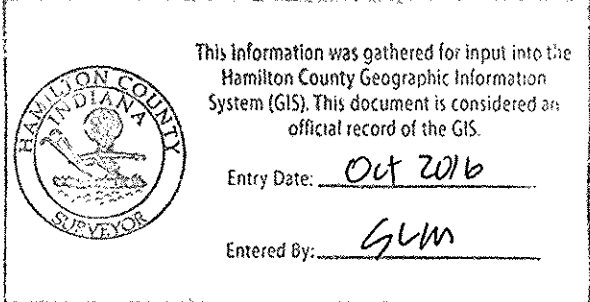 HAMILTON COUNTY
INDIANA
SURVEYOR
This information was gathered for input into the
Hamilton County Geographic Information
System (GIS). This document is considered an
official record of the GIS.
Entry Date: Oct 2016
Entered By: SLM